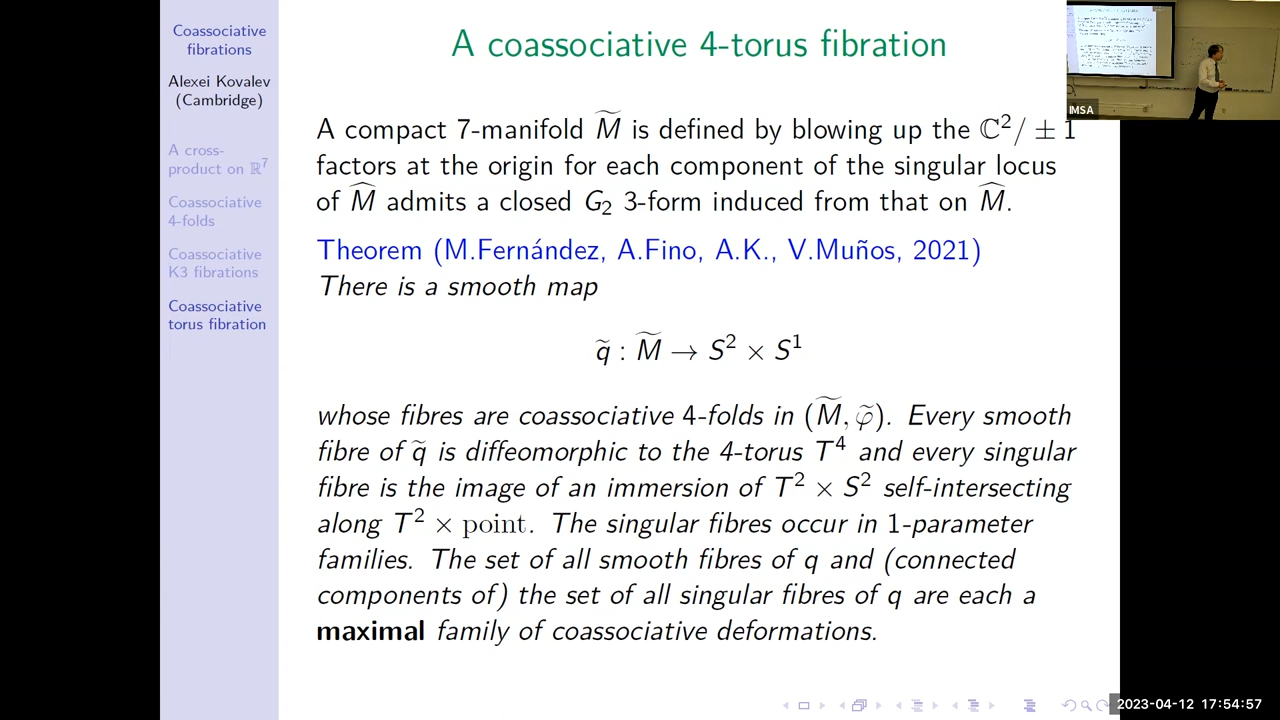 Coassociative
fibrations
Alexei Kovalev
(Cambridge)
A cross-
product on ℝ⁷
Coassociative
4-folds
Coassociative
K3 fibrations
Coassociative
torus fibration
A coassociative 4-torus fibration
A compact 7-manifold M̃ is defined by blowing up the ℂ²/ ± 1
factors at the origin for each component of the singular locus
of M̂ admits a closed G₂ 3-form induced from that on M̂.
Theorem (M.Fernández, A.Fino, A.K., V.Muños, 2021)
There is a smooth map
q̃ : M̃ → S² × S¹
whose fibres are coassociative 4-folds in (M̃, φ̃). Every smooth
fibre of q̃ is diffeomorphic to the 4-torus T⁴ and every singular
fibre is the image of an immersion of T² × S² self-intersecting
along T² × point. The singular fibres occur in 1-parameter
families. The set of all smooth fibres of q and (connected
components of) the set of all singular fibres of q are each a
maximal family of coassociative deformations.
IMSA
2023-04-12 17:54:57